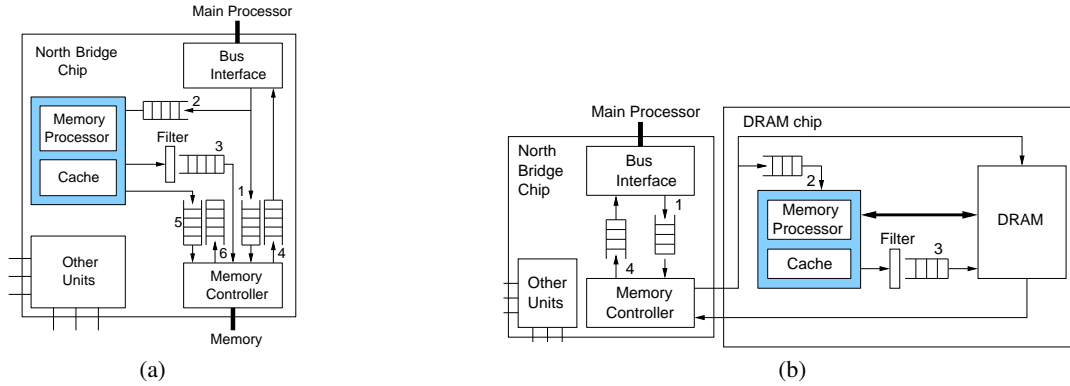 Main Processor
North Bridge
Chip
Bus
Interface
2
Memory
Processor
Filter
3
Cache
1
5
6
4
Other
Units
Memory
Controller
Memory
(a)
Main Processor
DRAM chip
North
Bridge
Chip
Bus
Interface
2
1
Memory
Processor
DRAM
Filter
3
Cache
4
Other
Units
Memory
Controller
(b)